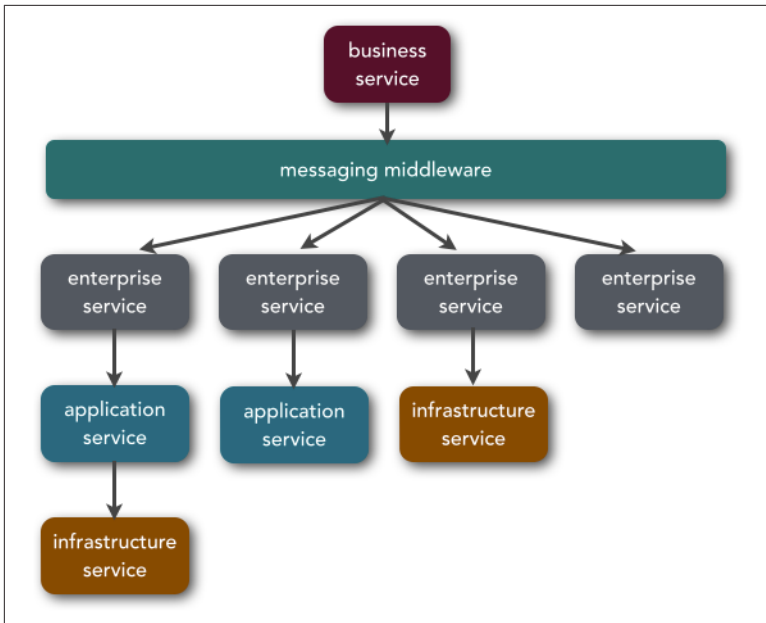 business
service
messaging middleware
enterprise
service
enterprise
service
enterprise
service
enterprise
service
application
service
application
service
infrastructure
service
infrastructure
service